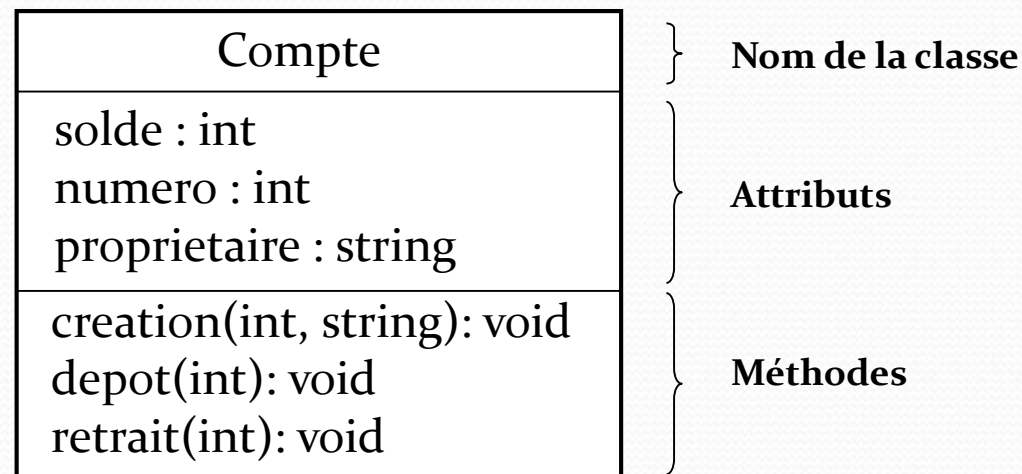 Compte
Nom de la classe
solde : int
numero : int
proprietaire : string
Attributs
creation(int, string): void
depot(int): void
retrait(int): void
Méthodes